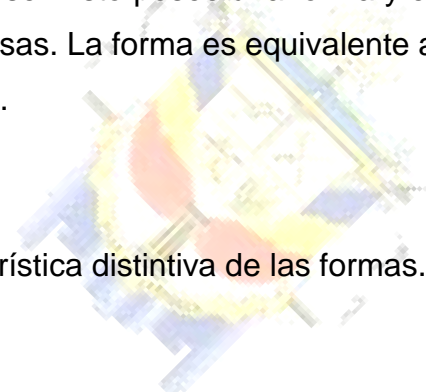 sas. La forma es equivalente a
.
rística distintiva de las formas.